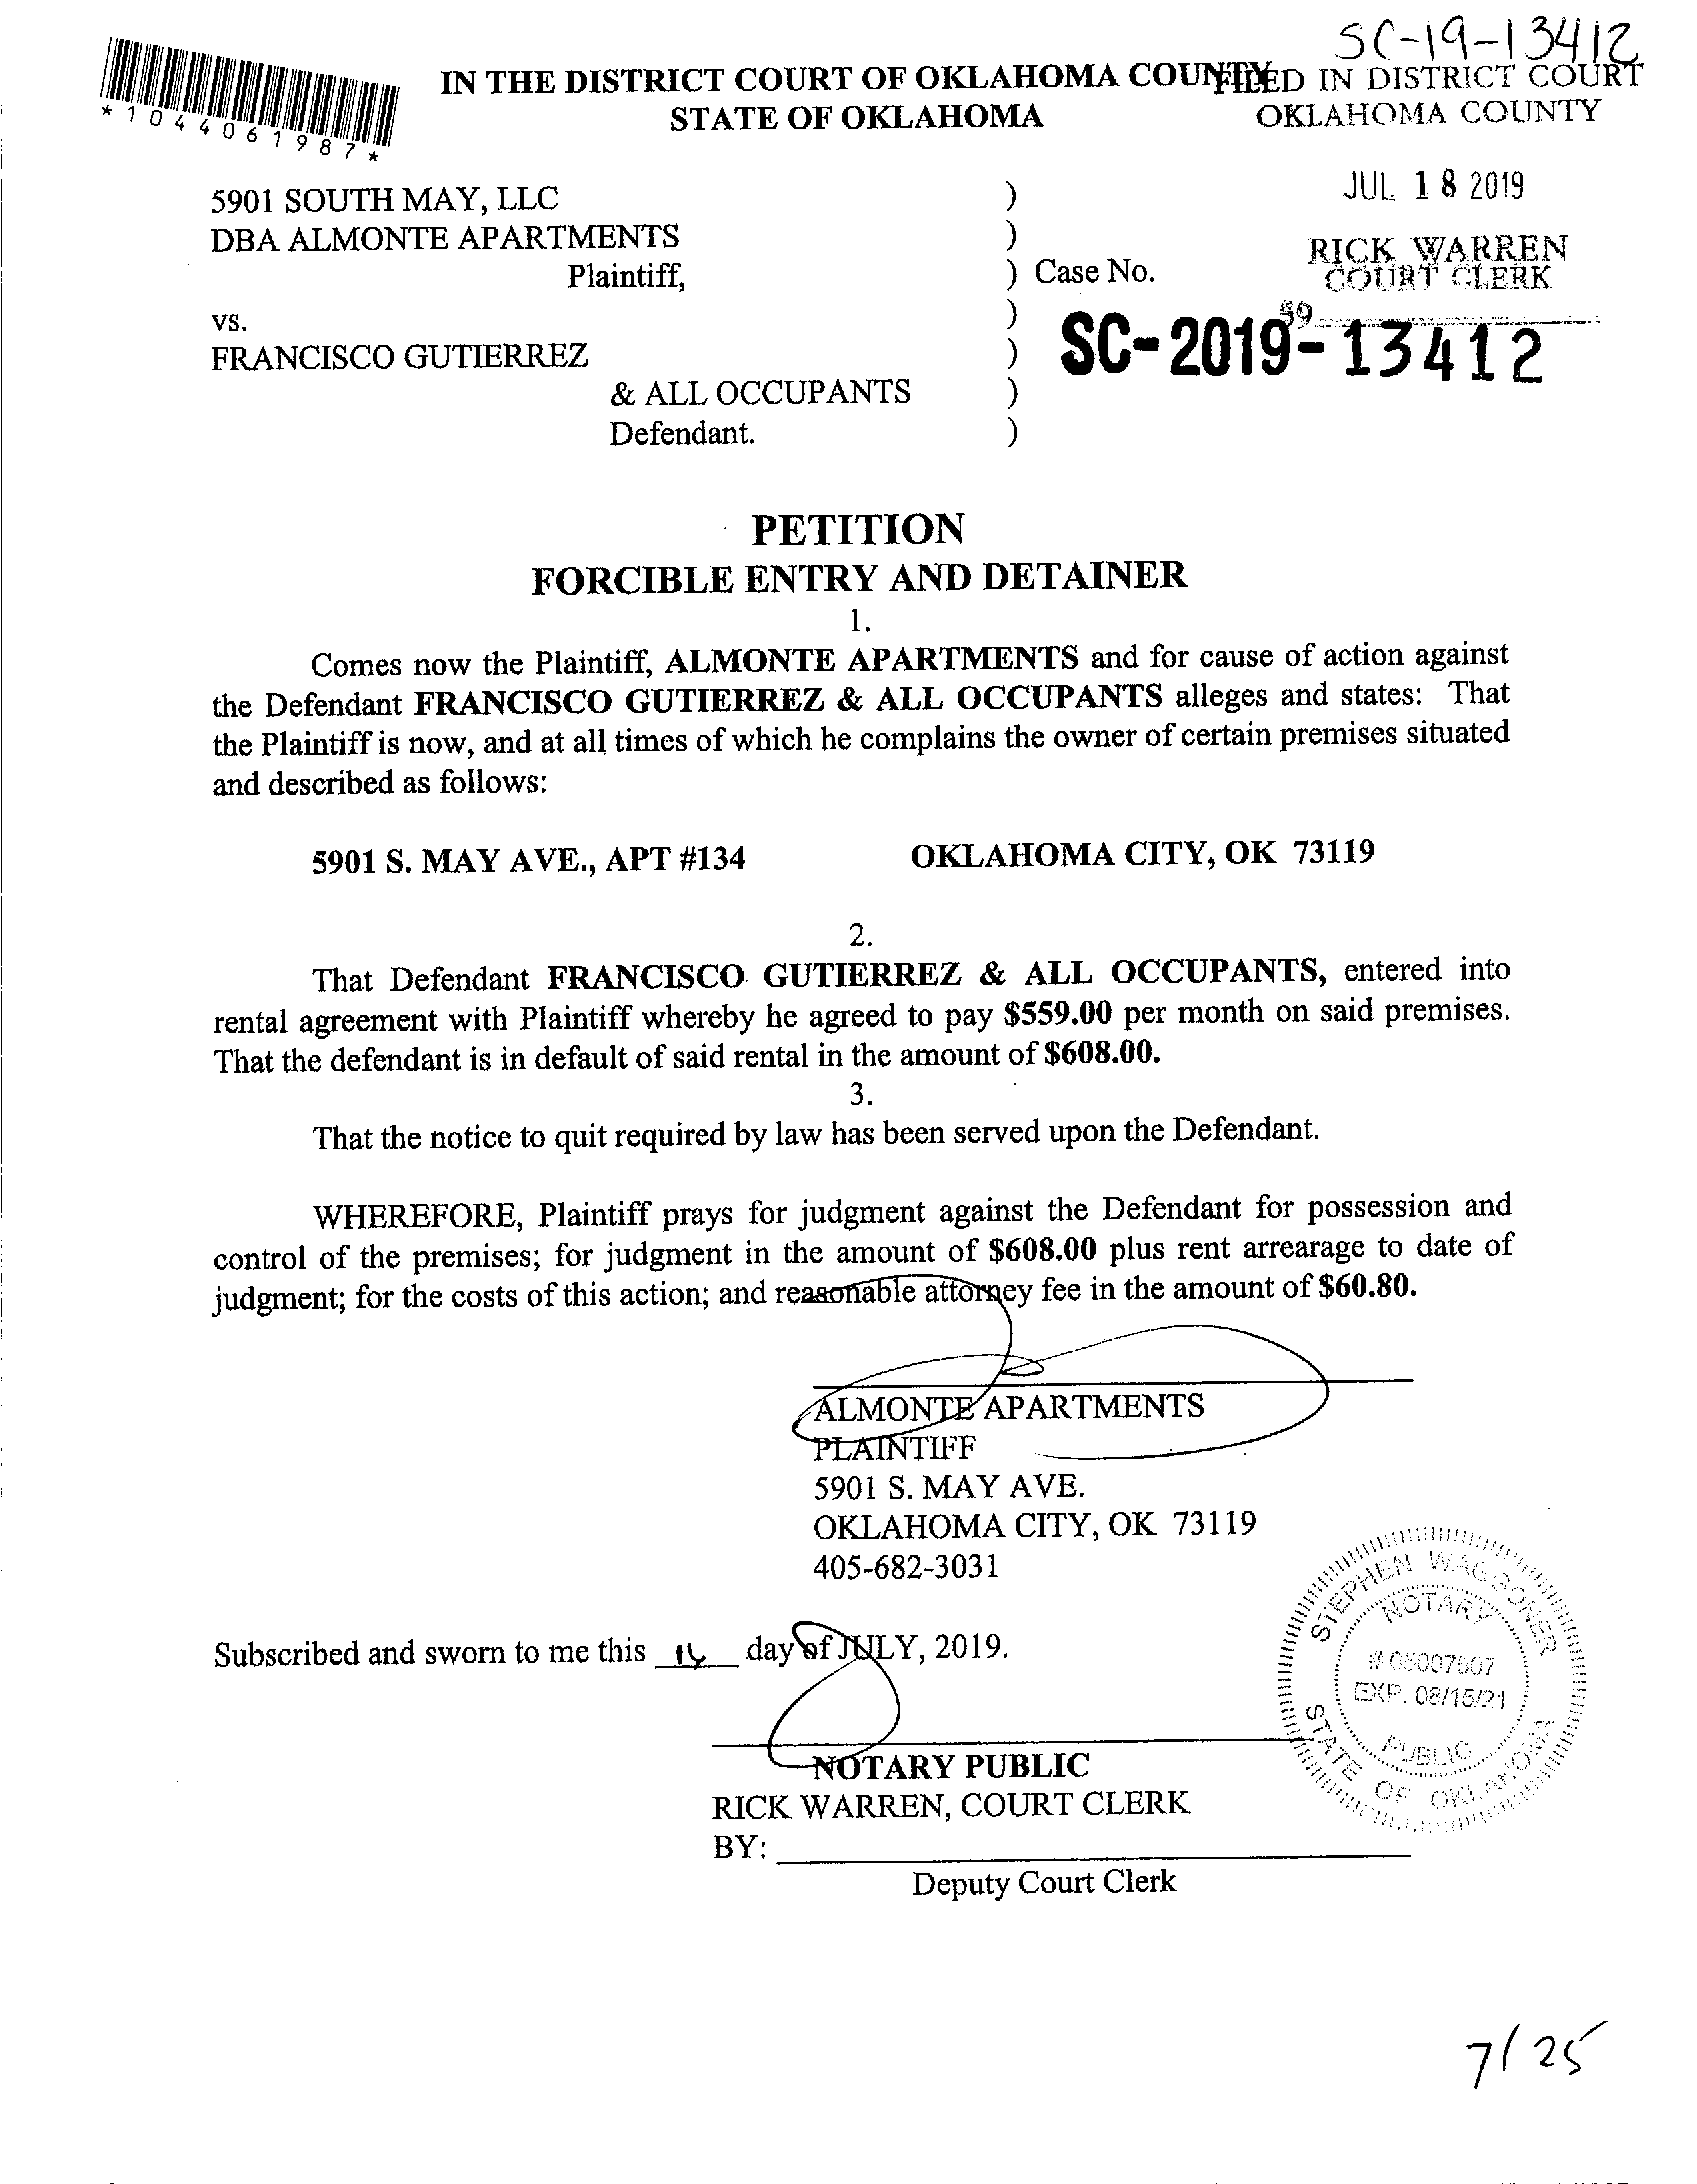 SC-19-13412
IN THE DISTRICT COURT OF OKLAHOMA COUNTY
STATE OF OKLAHOMA
FILED IN DISTRICT COURT
OKLAHOMA COUNTY
JUL 18 2019
RICK WARREN
COURT CLERK
59
*1044061987*
5901 SOUTH MAY, LLC )
DBA ALMONTE APARTMENTS )
Plaintiff, ) Case No.
vs. )
FRANCISCO GUTIERREZ ) SC-2019-13412
& ALL OCCUPANTS )
Defendant. )
PETITION
FORCIBLE ENTRY AND DETAINER
1.
Comes now the Plaintiff, ALMONTE APARTMENTS and for cause of action against
the Defendant FRANCISCO GUTIERREZ & ALL OCCUPANTS alleges and states: That
the Plaintiff is now, and at all times of which he complains the owner of certain premises situated
and described as follows:
5901 S. MAY AVE., APT #134 OKLAHOMA CITY, OK 73119
2.
That Defendant FRANCISCO GUTIERREZ & ALL OCCUPANTS, entered into
rental agreement with Plaintiff whereby he agreed to pay $559.00 per month on said premises.
That the defendant is in default of said rental in the amount of $608.00.
3.
That the notice to quit required by law has been served upon the Defendant.
WHEREFORE, Plaintiff prays for judgment against the Defendant for possession and
control of the premises; for judgment in the amount of $608.00 plus rent arrearage to date of
judgment; for the costs of this action; and reasonable attorney fee in the amount of $60.80.
ALMONTE APARTMENTS
PLAINTIFF
5901 S. MAY AVE.
OKLAHOMA CITY, OK 73119
405-682-3031
Subscribed and sworn to me this day of JULY, 2019.
STEPHEN WAGGONER
NOTARY
EXP. 08/15/21
PUBLIC
STATE OF OKLAHOMA
NOTARY PUBLIC
RICK WARREN, COURT CLERK
BY:
Deputy Court Clerk
7/25